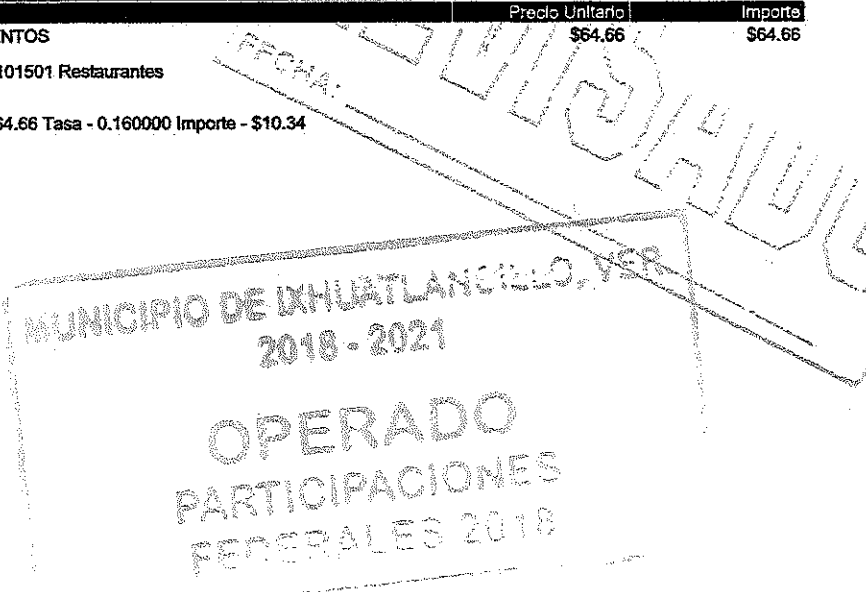 Precio Unitario Importe
ENTOS $64.66 $64.66
101501 Restaurantes
64.66 Tasa - 0.160000 Importe - $10.34
FECHA:
MUNICIPIO DE IXHUATLANCILLO, VER
2018 - 2021
OPERADO
PARTICIPACIONES
FEDERALES 2018